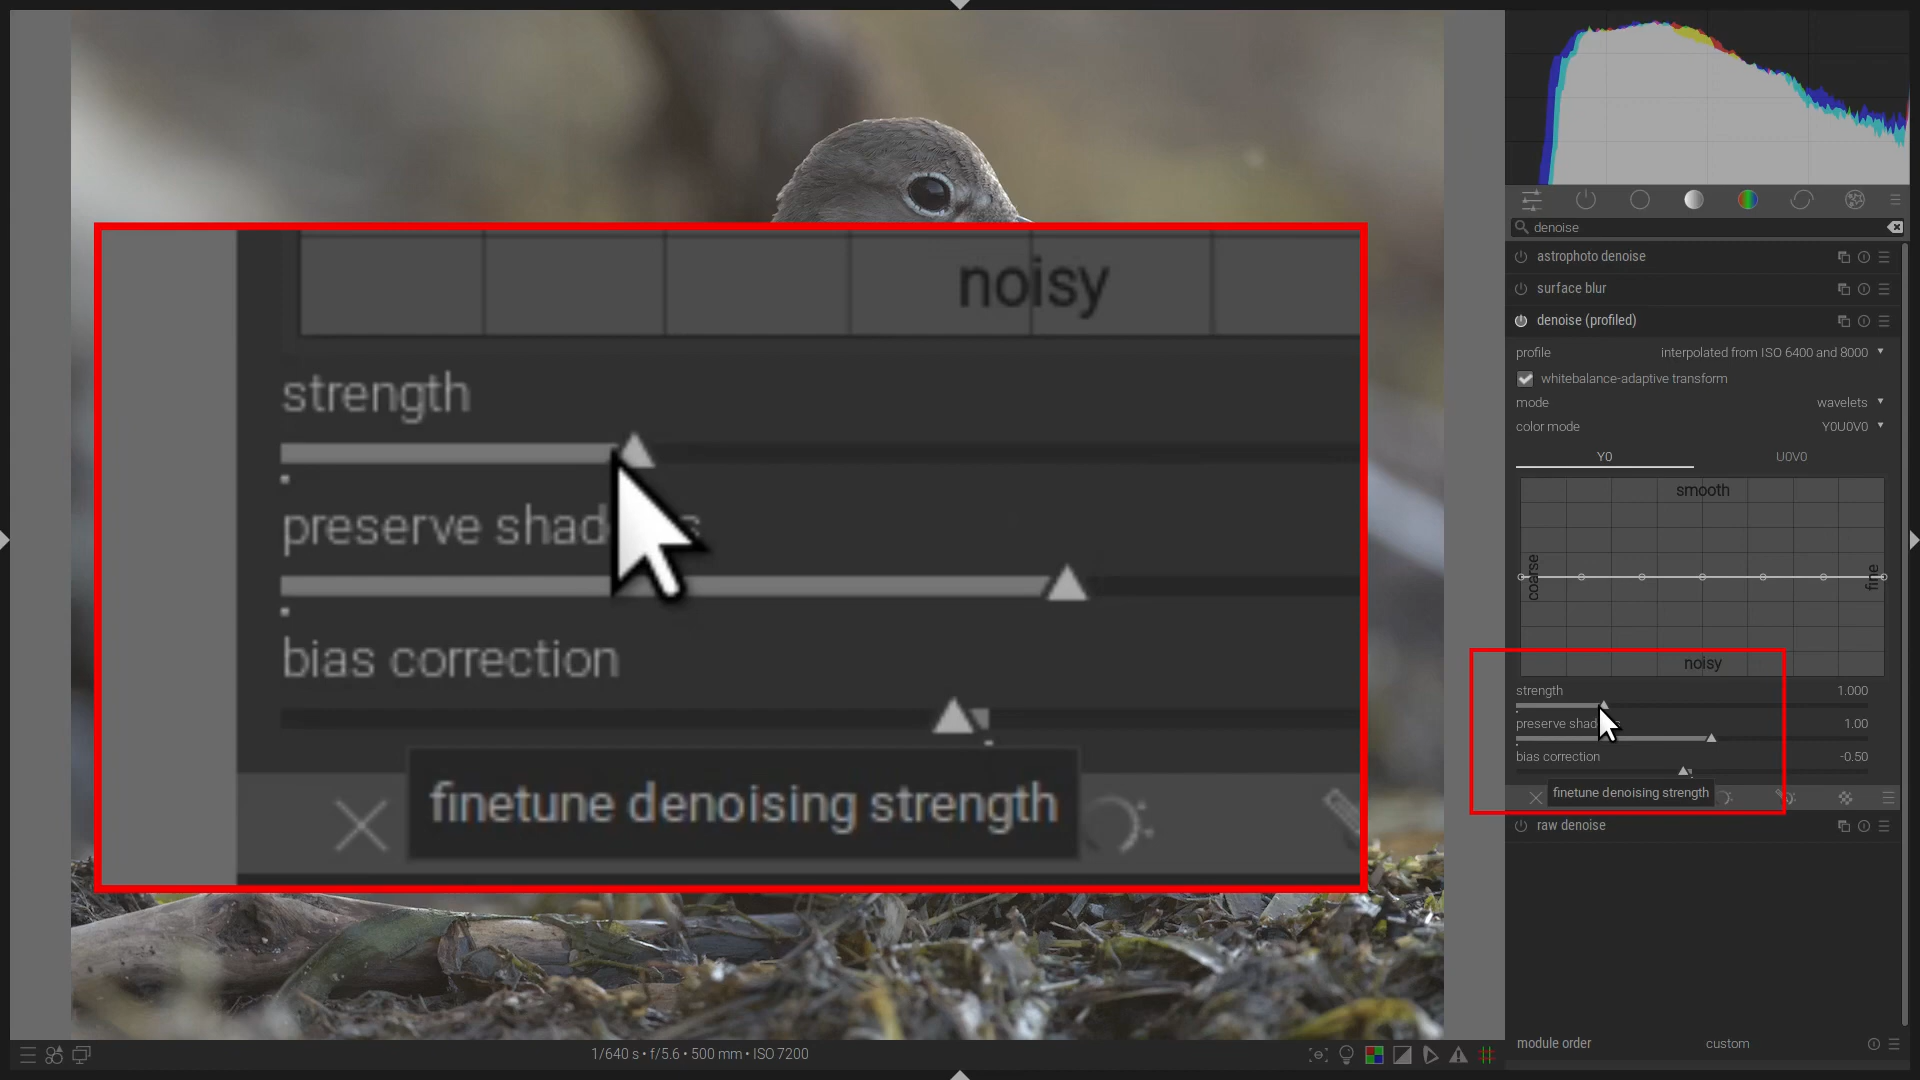 denoise
astrophoto denoise
surface blur
denoise (profiled)
profile interpolated from ISO 6400 and 8000
whitebalance-adaptive transform
mode wavelets
color mode Y0U0V0
Y0 U0V0
smooth
coarse
fine
noisy
strength 1.000
preserve shad s 1.00
bias correction -0.50
finetune denoising strength
raw denoise
noisy
strength
preserve shad s
bias correction
finetune denoising strength
1/640 s • f/5.6 • 500 mm • ISO 7200
module order custom